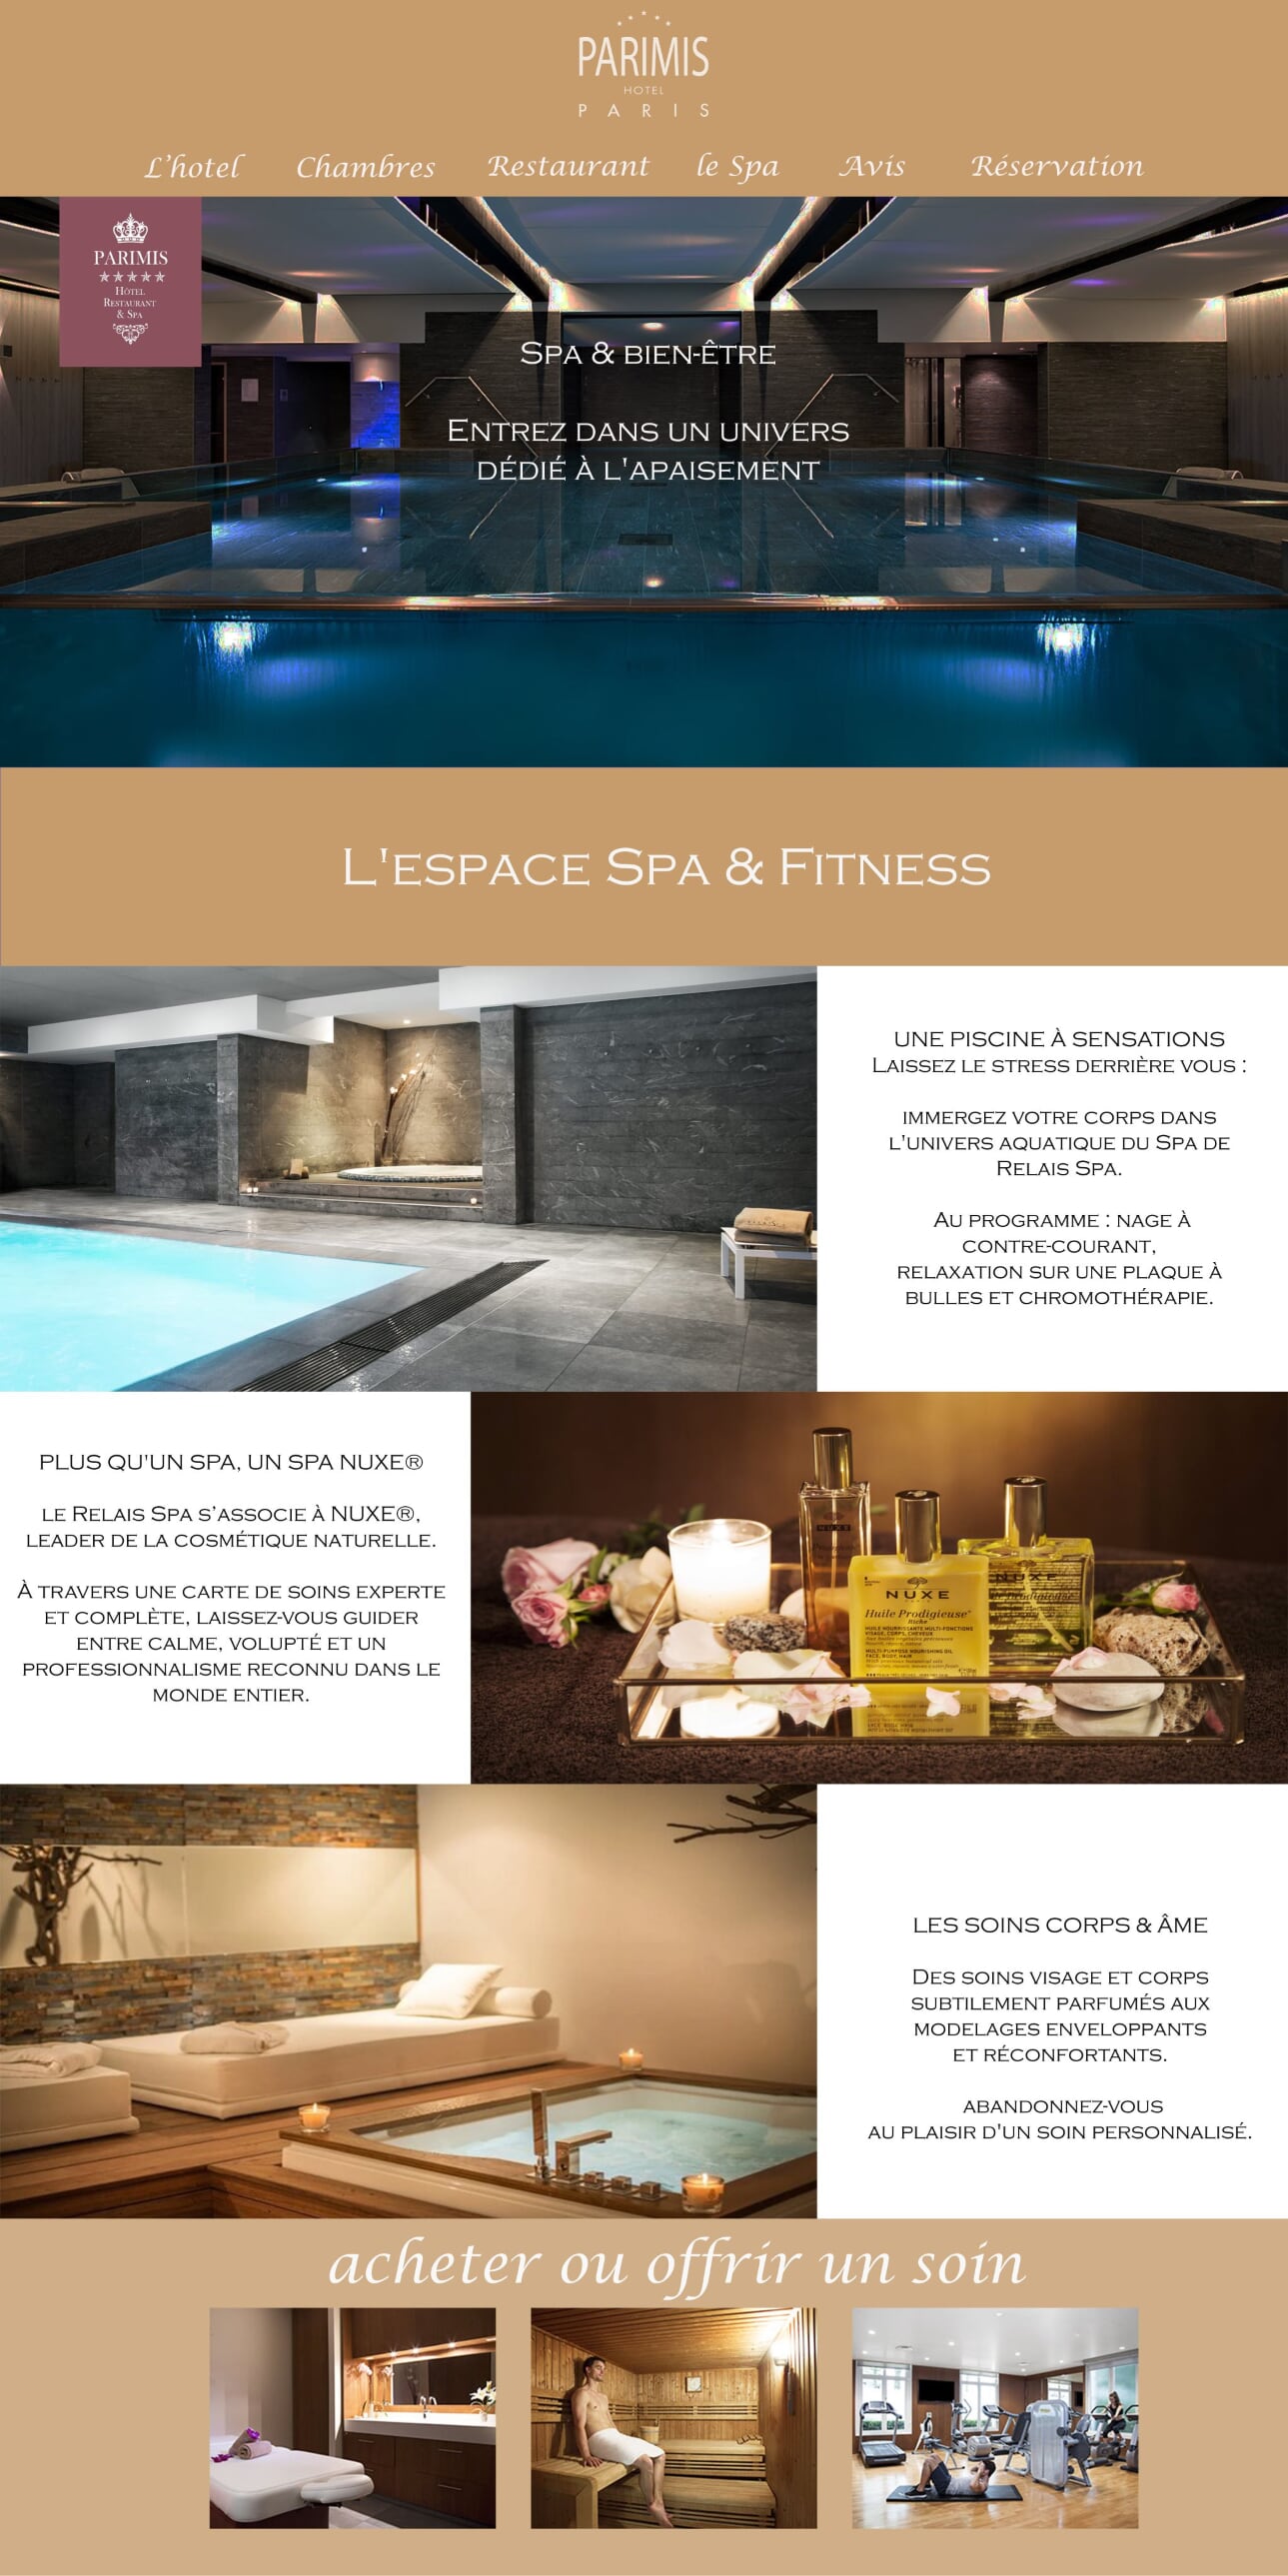 PARIMIS
HOTEL
PARIS
L'hotel Chambres Restaurant le Spa Avis Réservation
PARIMIS
HOTEL
RESTAURANT
& SPA
SPA & BIEN-ÊTRE
ENTREZ DANS UN UNIVERS
DÉDIÉ À L'APAISEMENT
L'ESPACE SPA & FITNESS
UNE PISCINE À SENSATIONS
LAISSEZ LE STRESS DERRIÈRE VOUS :
IMMERGEZ VOTRE CORPS DANS
L'UNIVERS AQUATIQUE DU SPA DE
RELAIS SPA.
AU PROGRAMME : NAGE À
CONTRE-COURANT,
RELAXATION SUR UNE PLAQUE À
BULLES ET CHROMOTHÉRAPIE.
PLUS QU'UN SPA, UN SPA NUXE®
LE RELAIS SPA S’ASSOCIE À NUXE®,
LEADER DE LA COSMÉTIQUE NATURELLE.
À TRAVERS UNE CARTE DE SOINS EXPERTE
ET COMPLÈTE, LAISSEZ-VOUS GUIDER
ENTRE CALME, VOLUPTÉ ET UN
PROFESSIONNALISME RECONNU DANS LE
MONDE ENTIER.
NUXE
NUXE
Huile Prodigieuse
Riche
NUXE
LES SOINS CORPS & ÂME
DES SOINS VISAGE ET CORPS
SUBTILEMENT PARFUMÉS AUX
MODELAGES ENVELOPPANTS
ET RÉCONFORTANTS.
ABANDONNEZ-VOUS
AU PLAISIR D'UN SOIN PERSONNALISÉ.
acheter ou offrir un soin